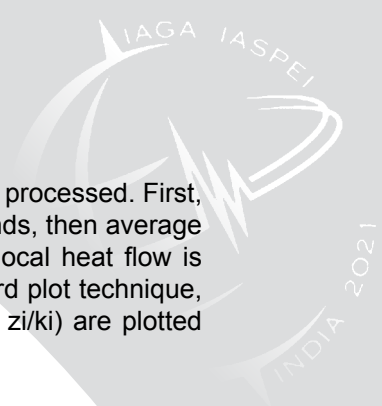 IAGA IASPEI
INDIA 2021
processed. First,
nds, then average
ocal heat flow is
rd plot technique,
zi/ki) are plotted